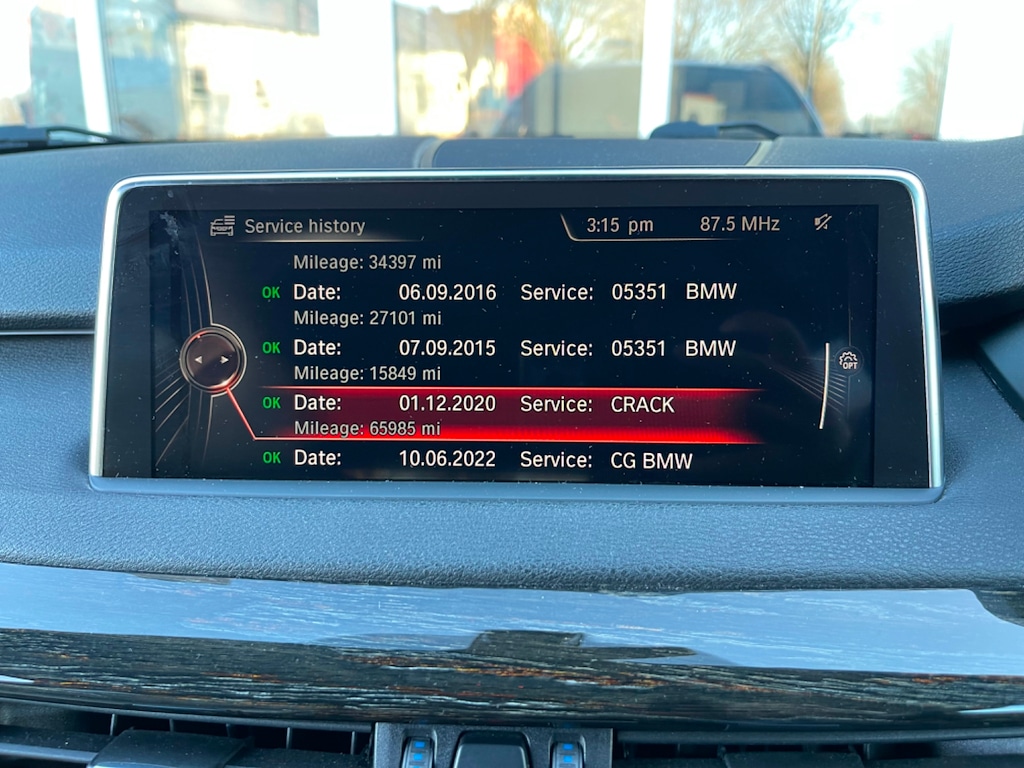 Service history 3:15 pm 87.5 MHz
Mileage: 34397 mi
OK Date: 06.09.2016 Service: 05351 BMW
Mileage: 27101 mi
OK Date: 07.09.2015 Service: 05351 BMW
Mileage: 15849 mi
OPT
OK Date: 01.12.2020 Service: CRACK
Mileage: 65985 mi
OK Date: 10.06.2022 Service: CG BMW